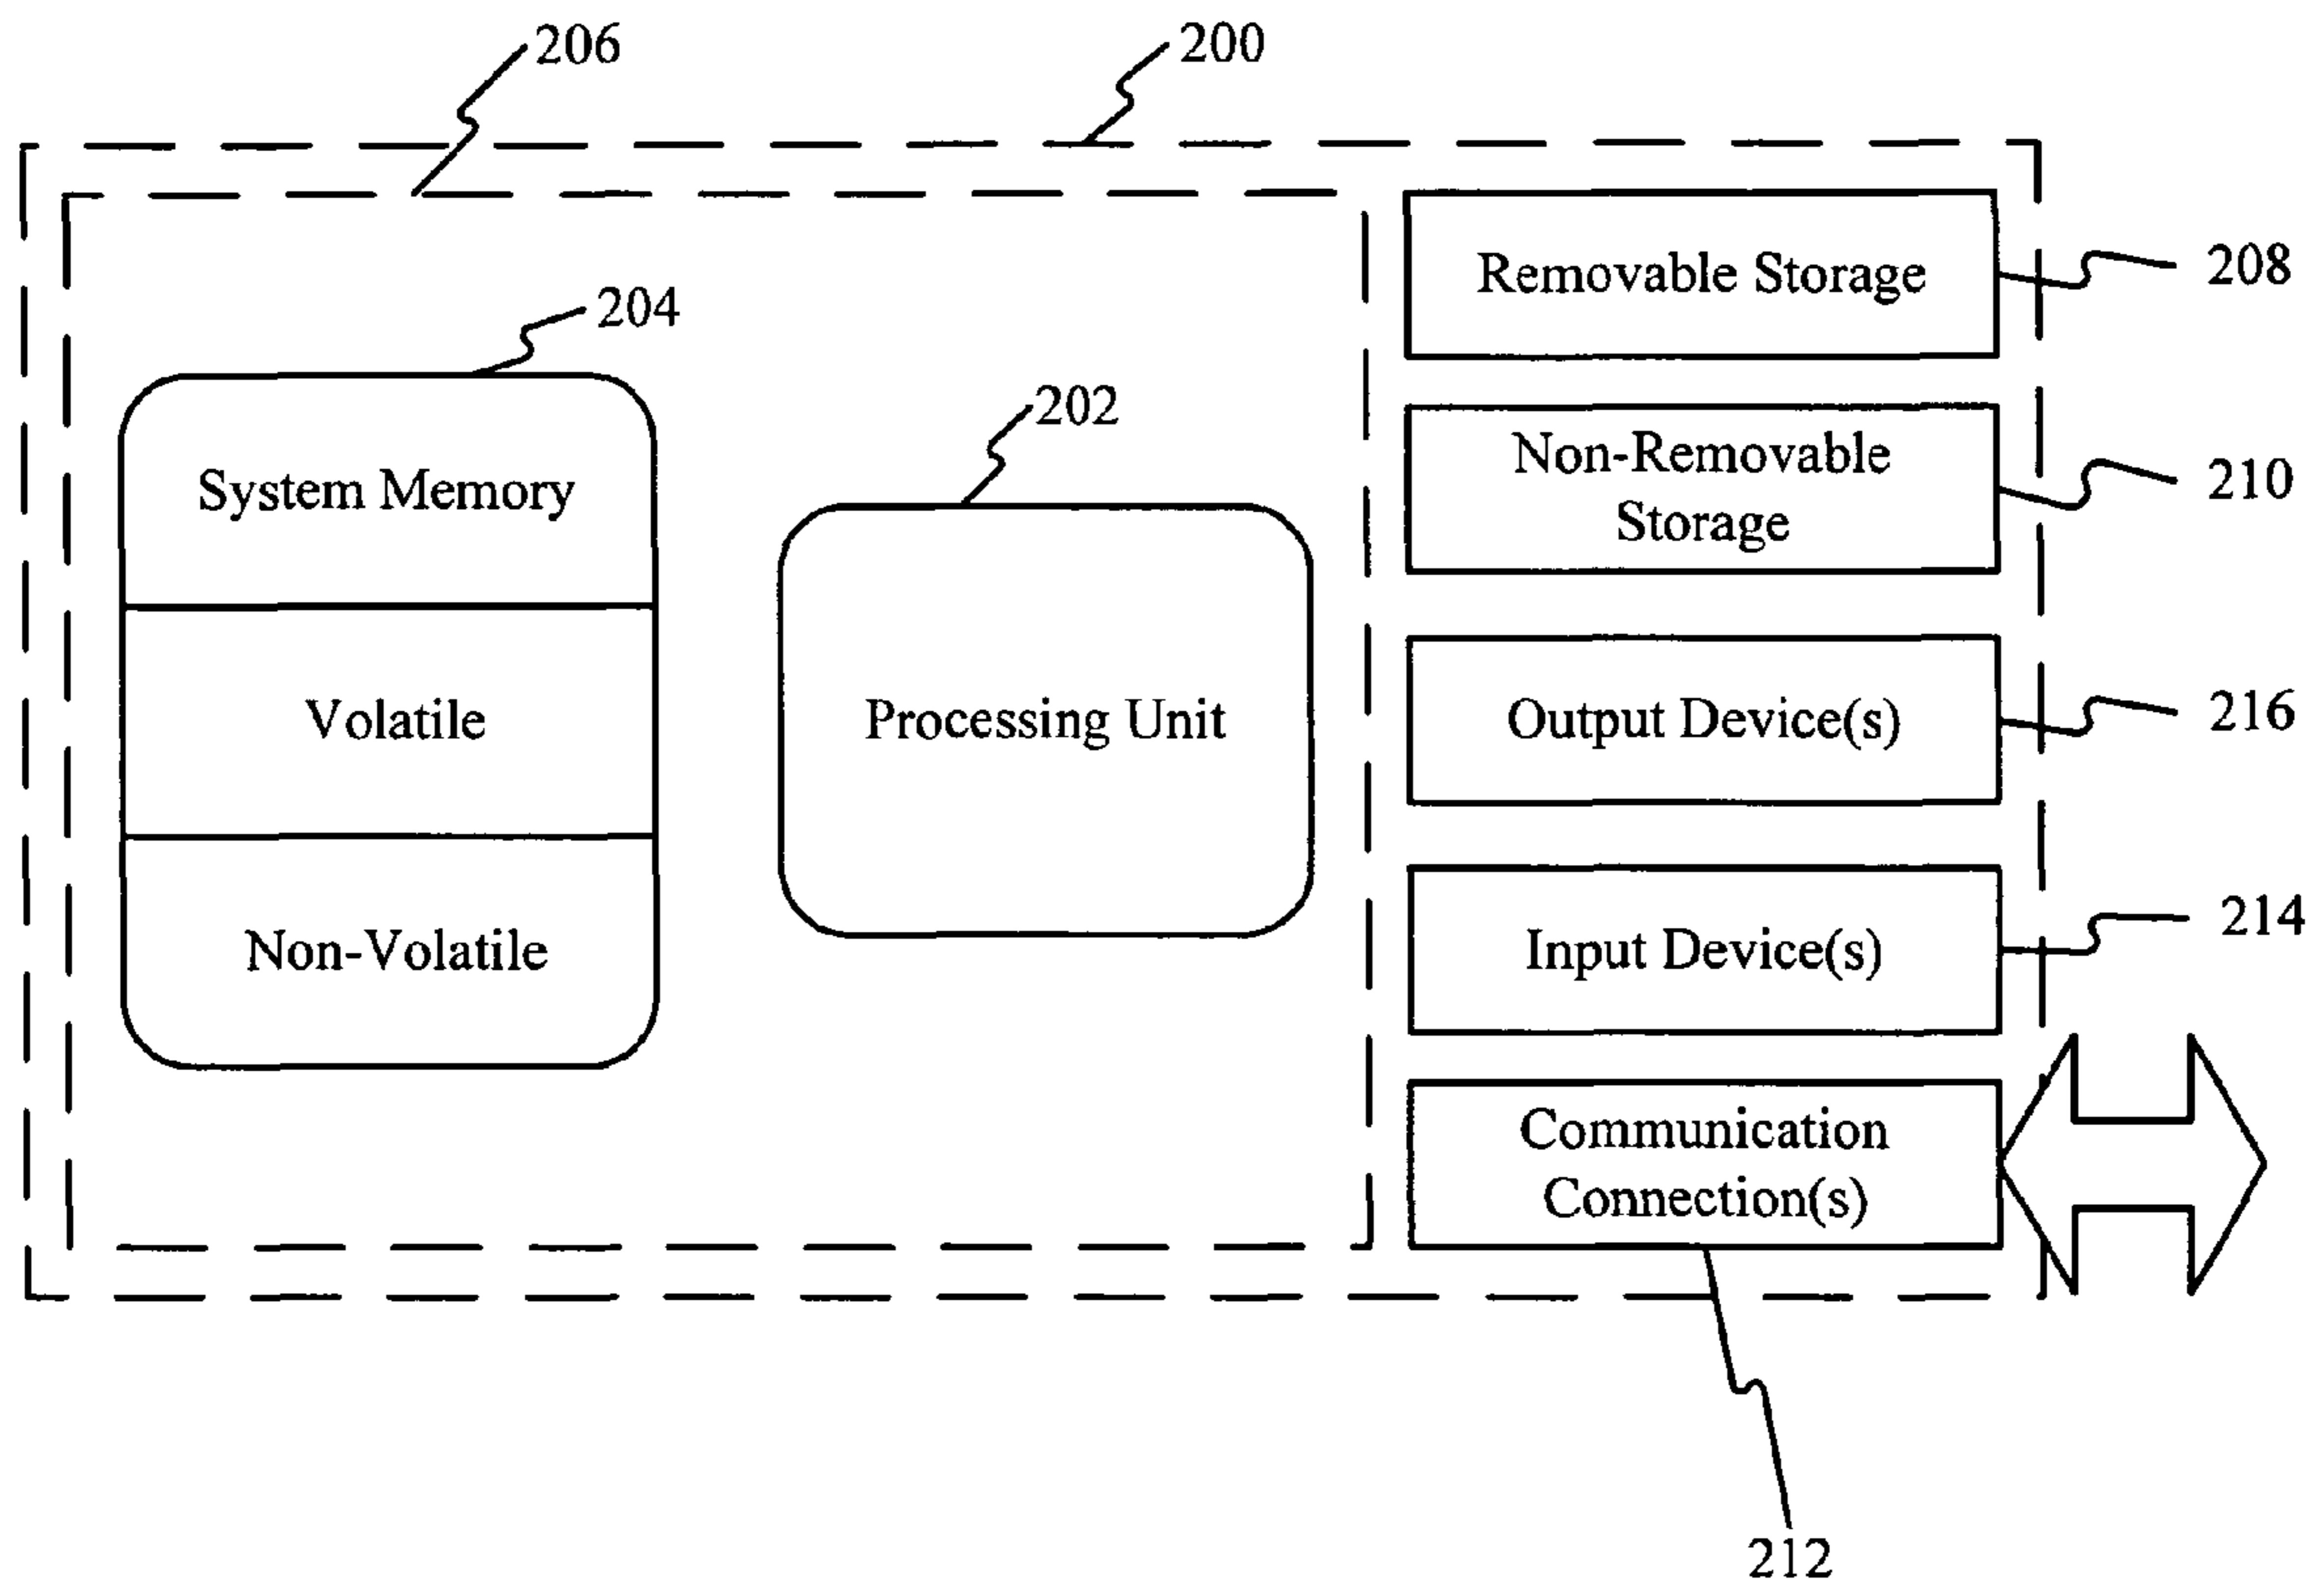 206
200
Removable Storage
208
204
202
Non-Removable
Storage
210
System Memory
Volatile
Processing Unit
Output Device(s)
216
Non-Volatile
Input Device(s)
214
Communication
Connection(s)
212